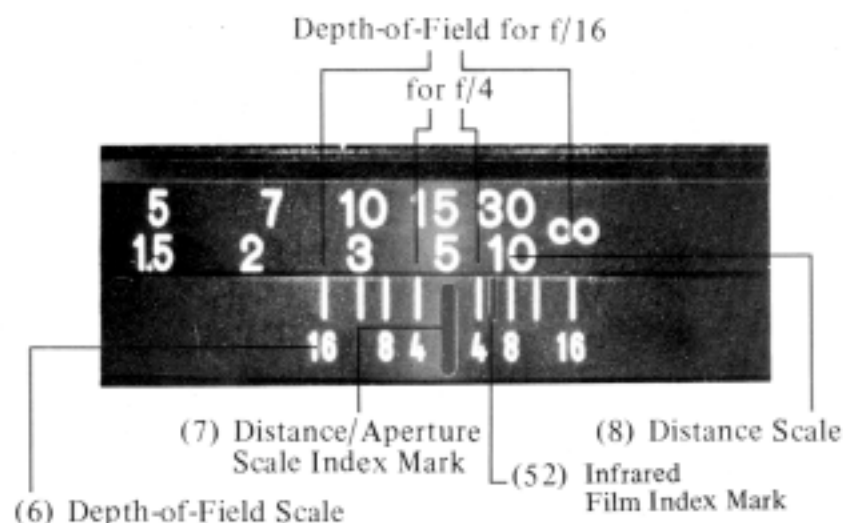 Depth-of-Field for f/16
for f/4
5 7 10 15 30 ∞
1.5 2 3 5 10
16 8 4 4 8 16
(7) Distance/Aperture
Scale Index Mark
(8) Distance Scale
(52) Infrared
Film Index Mark
(6) Depth-of-Field Scale